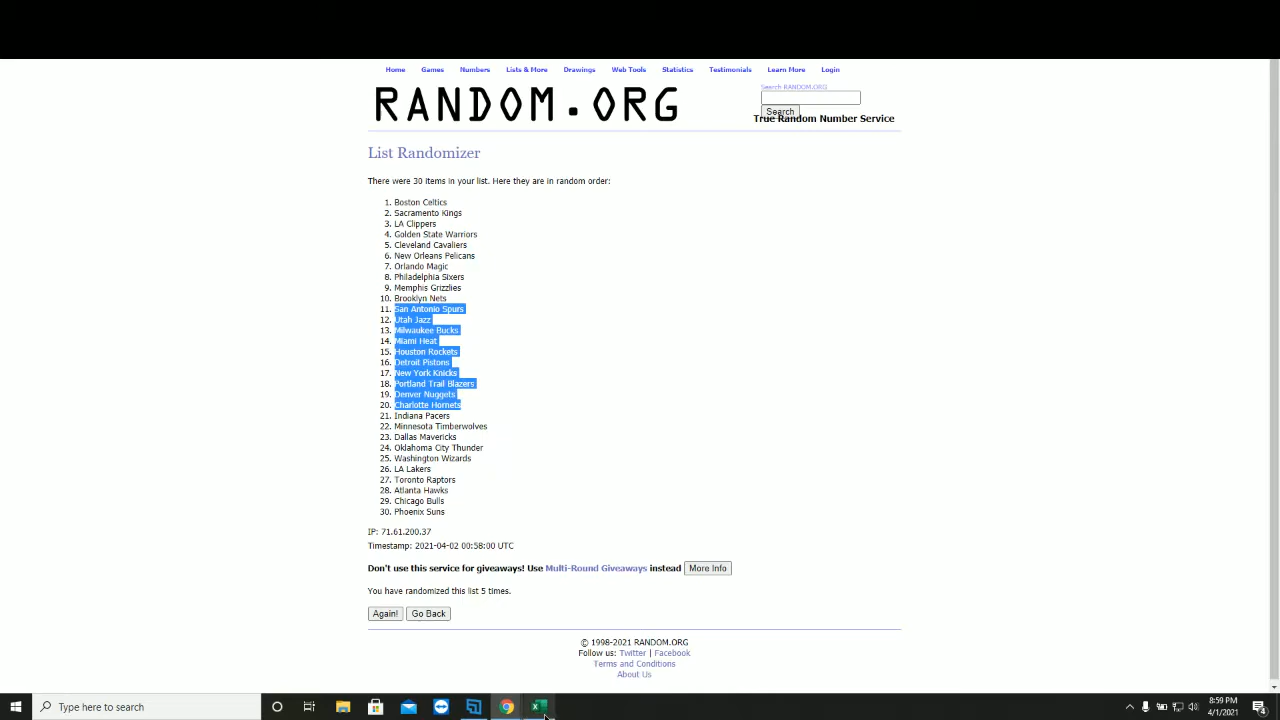 Home Games Numbers Lists & More Drawings Web Tools Statistics Testimonials Learn More Login
RANDOM.ORG
Search RANDOM.ORG
Search
True Random Number Service
List Randomizer
There were 30 items in your list. Here they are in random order:
1. Boston Celtics
2. Sacramento Kings
3. LA Clippers
4. Golden State Warriors
5. Cleveland Cavaliers
6. New Orleans Pelicans
7. Orlando Magic
8. Philadelphia Sixers
9. Memphis Grizzlies
10. Brooklyn Nets
11. San Antonio Spurs
12. Utah Jazz
13. Milwaukee Bucks
14. Miami Heat
15. Houston Rockets
16. Detroit Pistons
17. New York Knicks
18. Portland Trail Blazers
19. Denver Nuggets
20. Charlotte Hornets
21. Indiana Pacers
22. Minnesota Timberwolves
23. Dallas Mavericks
24. Oklahoma City Thunder
25. Washington Wizards
26. LA Lakers
27. Toronto Raptors
28. Atlanta Hawks
29. Chicago Bulls
30. Phoenix Suns
IP: 71.61.200.37
Timestamp: 2021-04-02 00:58:00 UTC
Don't use this service for giveaways! Use Multi-Round Giveaways instead More Info
You have randomized this list 5 times.
Again! Go Back
© 1998-2021 RANDOM.ORG
Follow us: Twitter | Facebook
Terms and Conditions
About Us
Type here to search
8:59 PM
4/1/2021